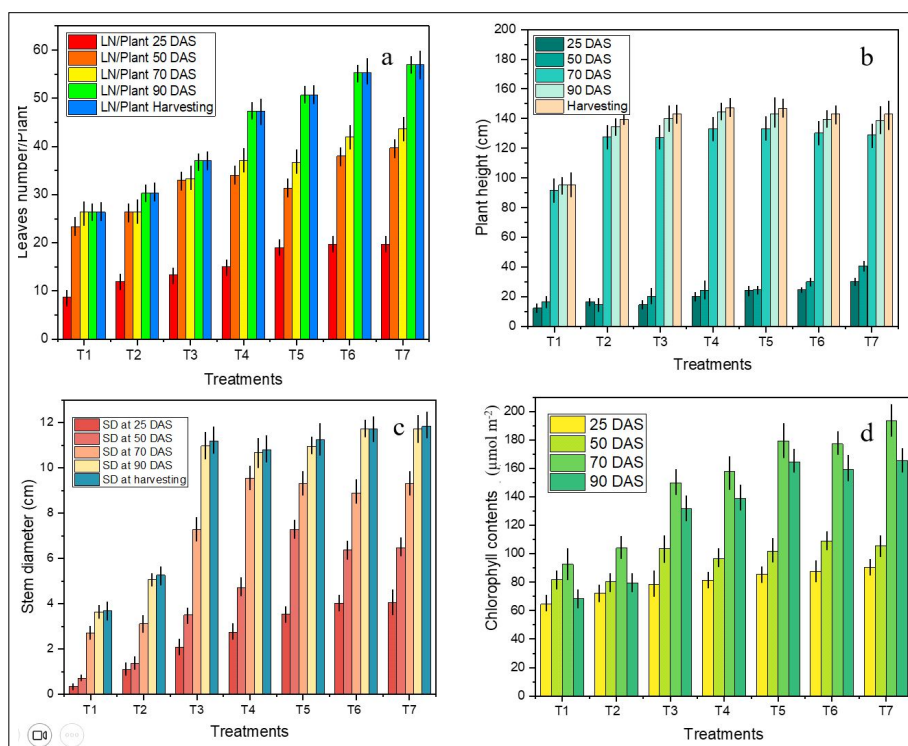 LN/Plant 25 DAS
LN/Plant 50 DAS
LN/Plant 70 DAS
LN/Plant 90 DAS
LN/Plant Harvesting
a
60
50
40
30
20
10
0
Leaves number/Plant
T1 T2 T3 T4 T5 T6 T7
Treatments
25 DAS
50 DAS
70 DAS
90 DAS
Harvesting
b
200
180
160
140
120
100
80
60
40
20
0
Plant height (cm)
T1 T2 T3 T4 T5 T6 T7
Treatments
SD at 25 DAS
SD at 50 DAS
SD at 70 DAS
SD at 90 DAS
SD at harvesting
c
12
10
8
6
4
2
0
Stem diameter (cm)
T1 T2 T3 T4 T5 T6 T7
Treatments
25 DAS
50 DAS
70 DAS
90 DAS
d
200
180
160
140
120
100
80
60
40
20
0
Chlorophyll contents (μmol m⁻²)
T1 T2 T3 T4 T5 T6 T7
Treatments